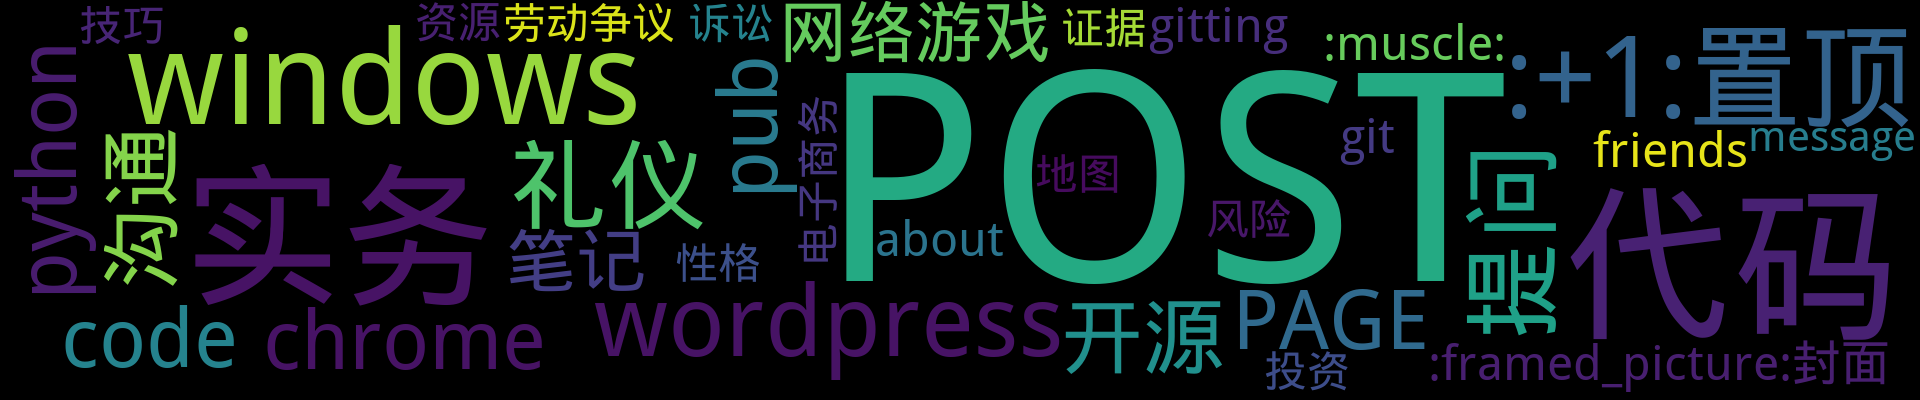 技巧
资源
劳动争议
诉讼
网络游戏
证据
gitting
:muscle:
:+1:置顶
python
windows
pub
POST
电子商务
地图
git
friends
message
沟通
实务
礼仪
笔记
性格
about
风险
提问
代码
code
chrome
wordpress
开源
PAGE
投资
:framed_picture:封面